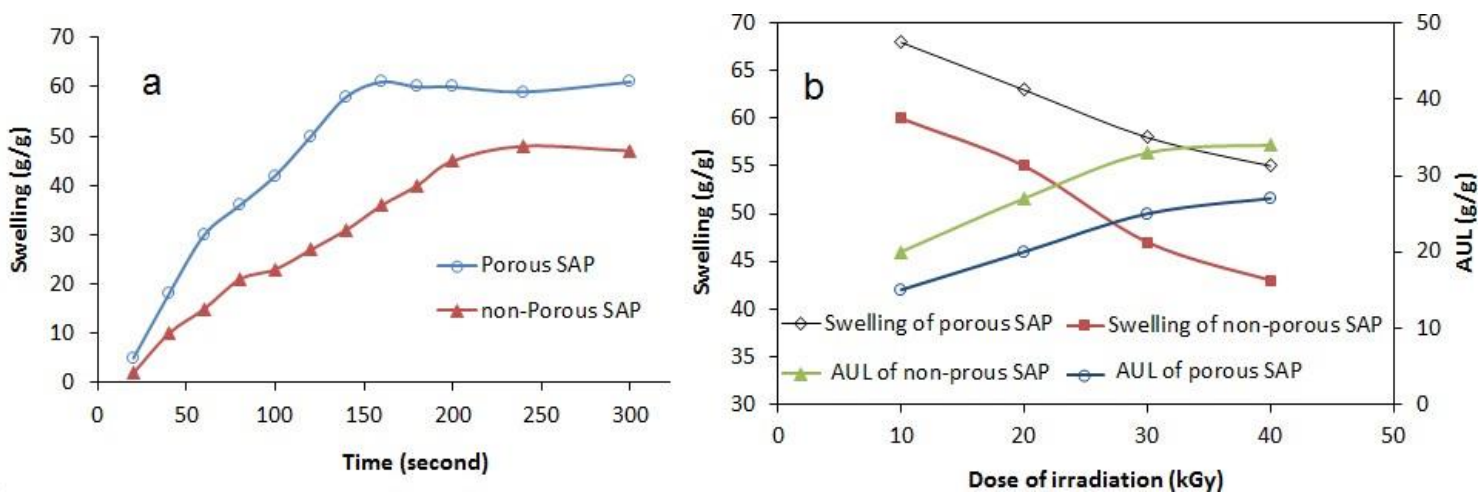 a
Swelling (g/g)
70
60
50
40
30
20
10
0
0 50 100 150 200 250 300
Time (second)
Porous SAP
non-Porous SAP
b
Swelling (g/g)
70
65
60
55
50
45
40
35
30
0 10 20 30 40 50
Dose of irradiation (kGy)
50
40
30
20
10
0
AUL (g/g)
Swelling of porous SAP
Swelling of non-porous SAP
AUL of non-prous SAP
AUL of porous SAP